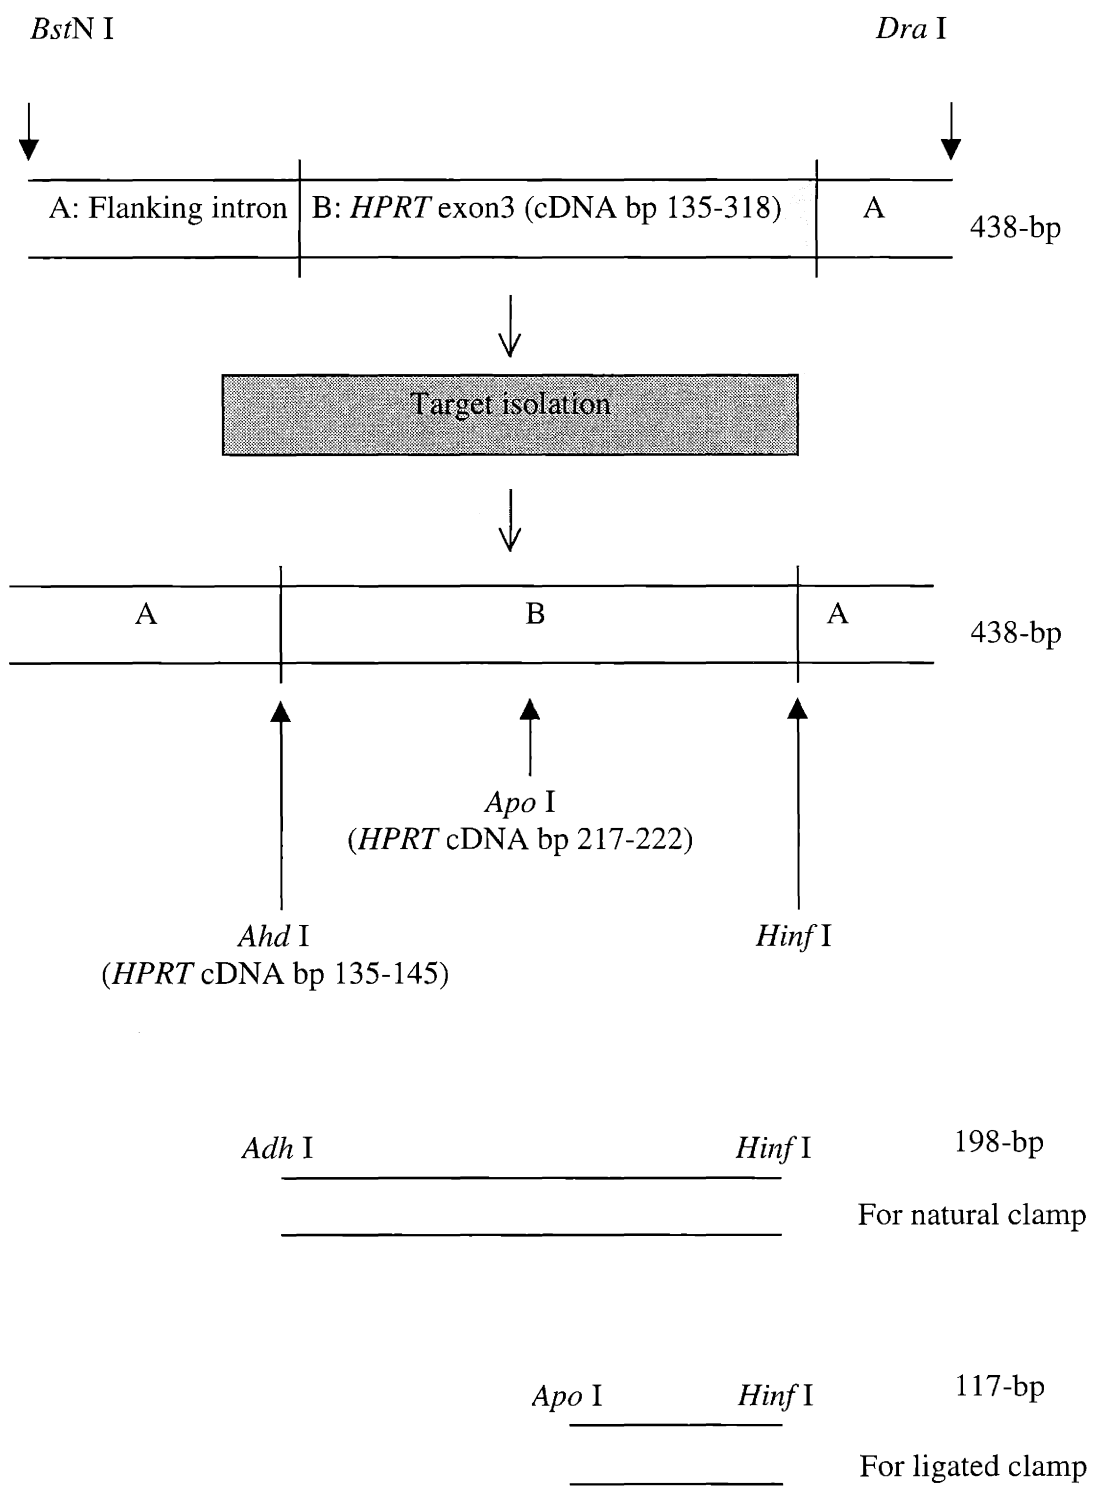 BstN I
Dra I
A: Flanking intron
B: HPRT exon3 (cDNA bp 135-318)
A
438-bp
Target isolation
A
B
A
438-bp
Apo I
(HPRT cDNA bp 217-222)
Ahd I
(HPRT cDNA bp 135-145)
Hinf I
Adh I
Hinf I
198-bp
For natural clamp
Apo I
Hinf I
117-bp
For ligated clamp